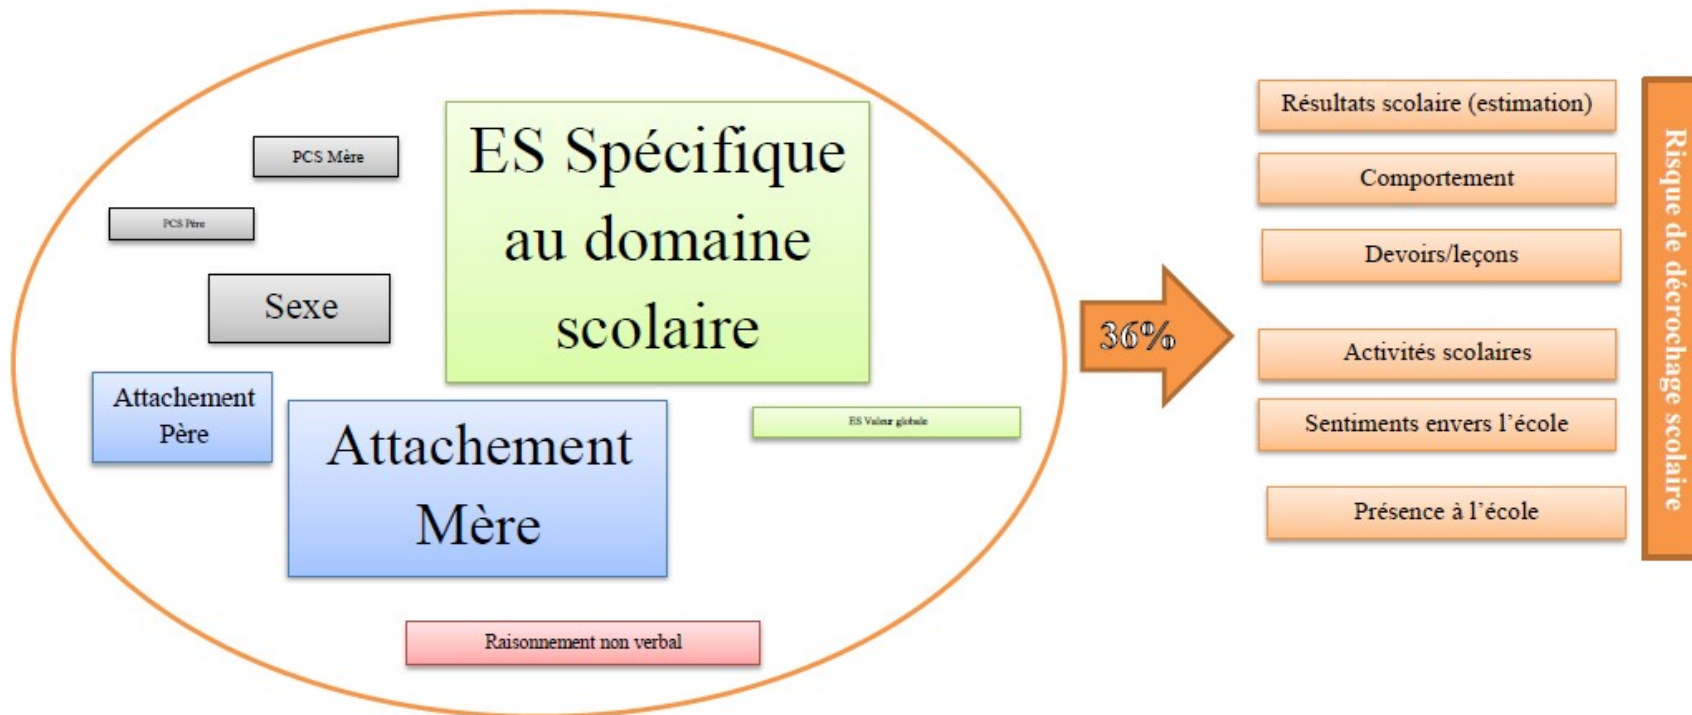 PCS Mère
PCS Père
Sexe
ES Spécifique
au domaine
scolaire
Attachement
Père
Attachement
Mère
ES Valeur globale
Raisonnement non verbal
36%
Résultats scolaire (estimation)
Comportement
Devoirs/leçons
Activités scolaires
Sentiments envers l'école
Présence à l'école
Risque de décrochage scolaire